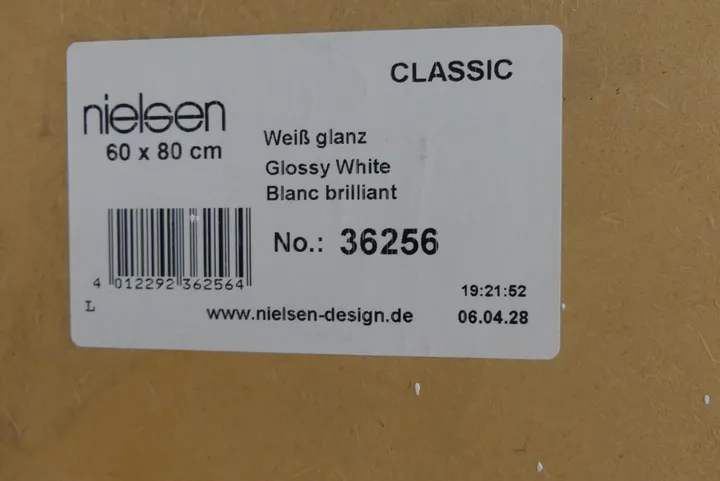 CLASSIC
nielsen
60 x 80 cm
Weiß glanz
Glossy White
Blanc brilliant
No.: 36256
4 012292 362564
L
www.nielsen-design.de
19:21:52
06.04.28